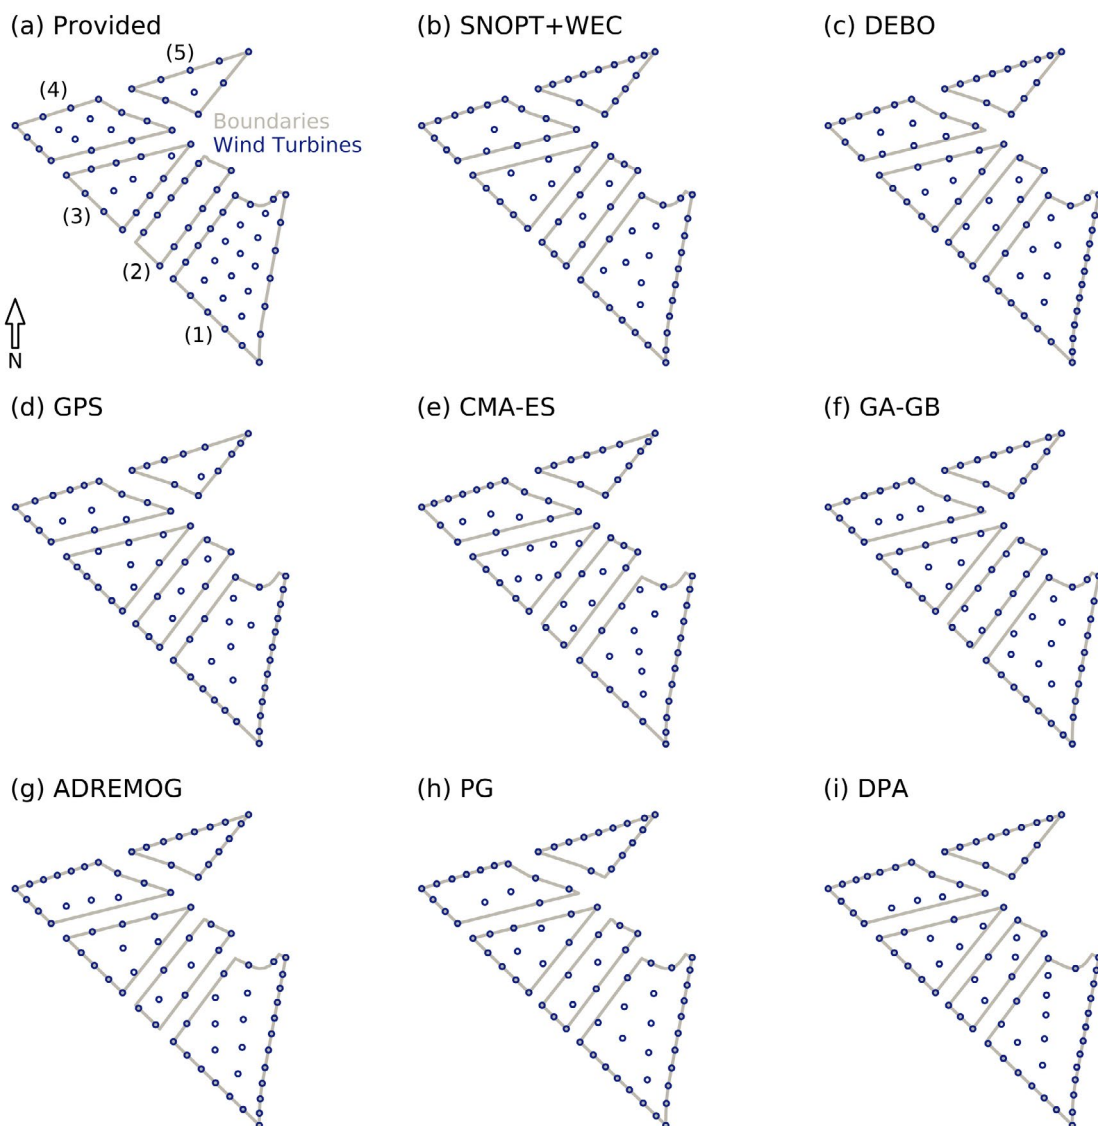 (a) Provided
(b) SNOPT+WEC
(c) DEBO
(5)
(4)
Boundaries
Wind Turbines
(3)
(2)
(1)
N
(d) GPS
(e) CMA-ES
(f) GA-GB
(g) ADREMOG
(h) PG
(i) DPA